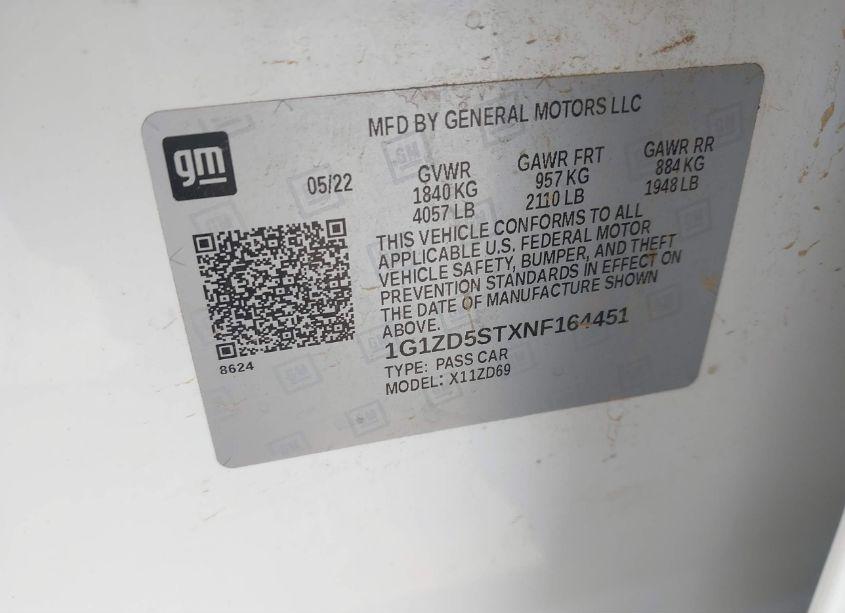 MFD BY GENERAL MOTORS LLC
gm
05/22
GVWR
1840 KG
4057 LB
GAWR FRT
957 KG
2110 LB
GAWR RR
884 KG
1948 LB
THIS VEHICLE CONFORMS TO ALL
APPLICABLE U.S. FEDERAL MOTOR
VEHICLE SAFETY, BUMPER, AND THEFT
PREVENTION STANDARDS IN EFFECT ON
THE DATE OF MANUFACTURE SHOWN
ABOVE.
1G1ZD5STXNF164451
TYPE: PASS CAR
MODEL: X11ZD69
8624